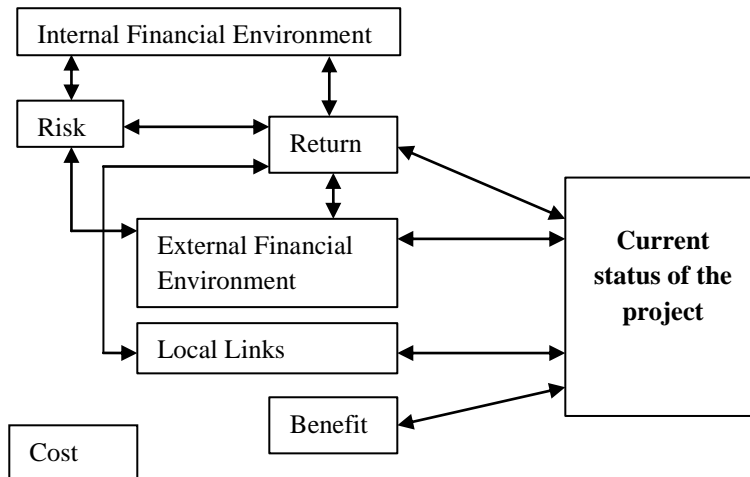 Internal Financial Environment
Risk
Return
External Financial
Environment
Current
status of the
project
Local Links
Benefit
Cost